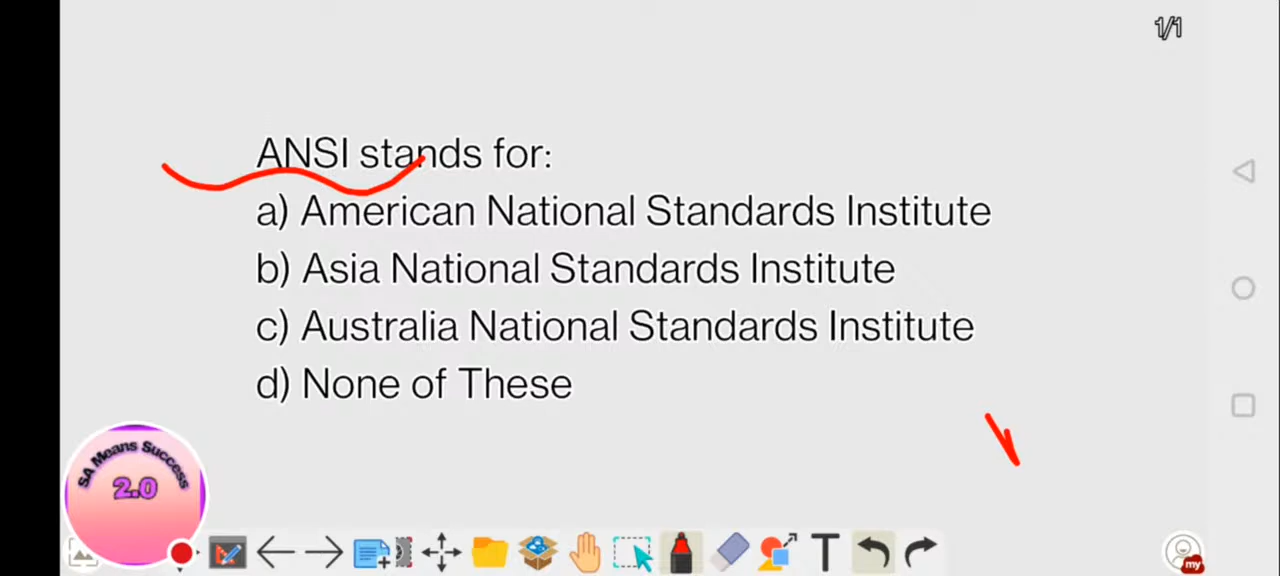 1/1
ANSI stands for:
a) American National Standards Institute
b) Asia National Standards Institute
c) Australia National Standards Institute
d) None of These
SA Means Success
2.0
T
my